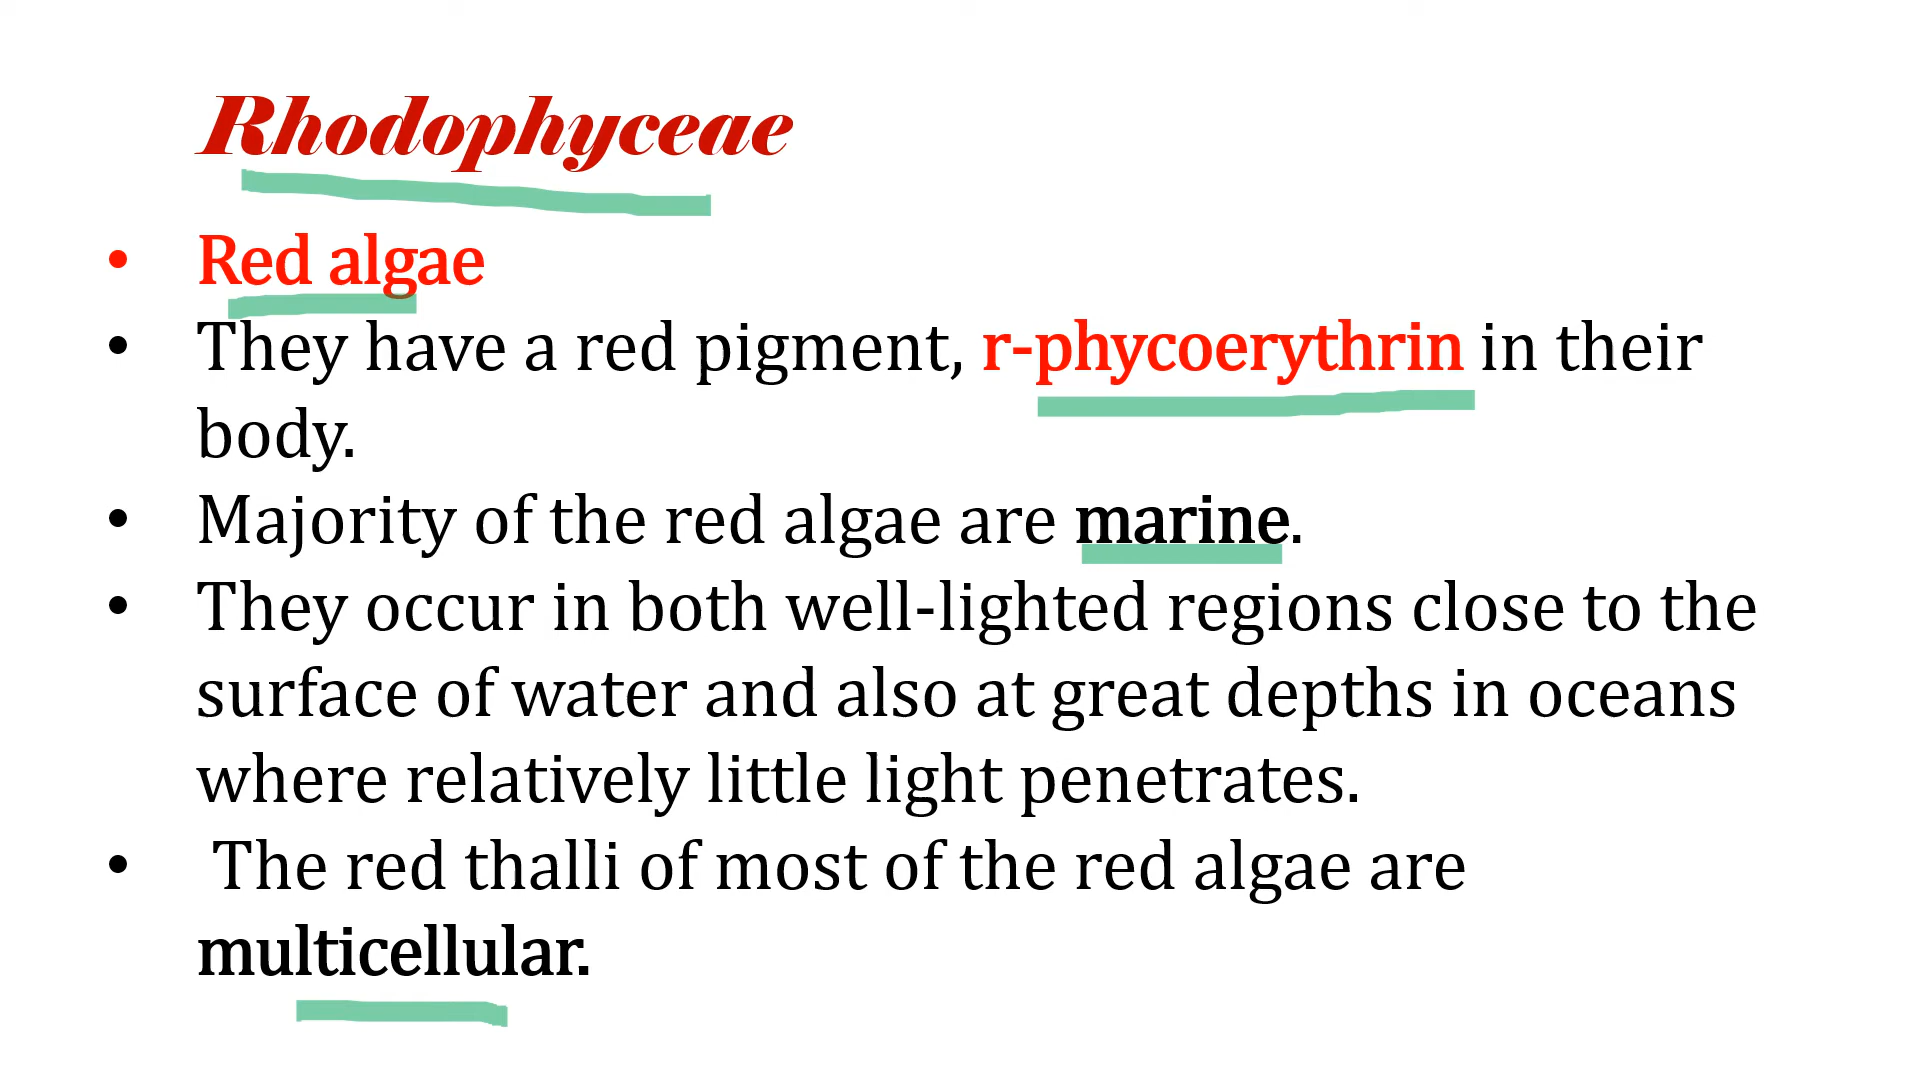 Rhodophyceae
• Red algae
• They have a red pigment, r-phycoerythrin in their
body.
• Majority of the red algae are marine.
• They occur in both well-lighted regions close to the
surface of water and also at great depths in oceans
where relatively little light penetrates.
• The red thalli of most of the red algae are
multicellular.